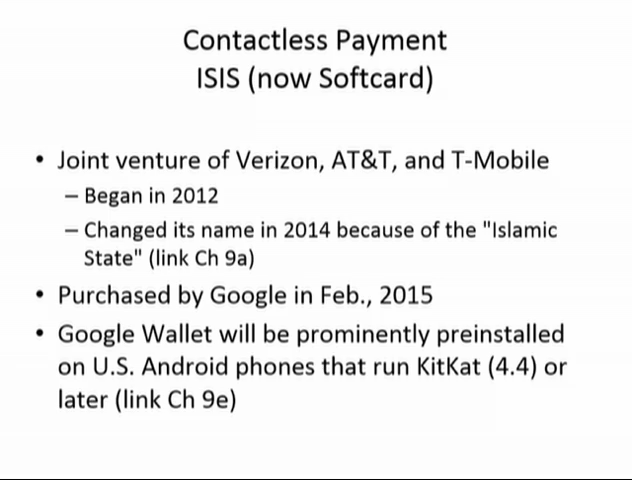 Contactless Payment
ISIS (now Softcard)
• Joint venture of Verizon, AT&T, and T-Mobile
– Began in 2012
– Changed its name in 2014 because of the "Islamic
State" (link Ch 9a)
• Purchased by Google in Feb., 2015
• Google Wallet will be prominently preinstalled
on U.S. Android phones that run KitKat (4.4) or
later (link Ch 9e)